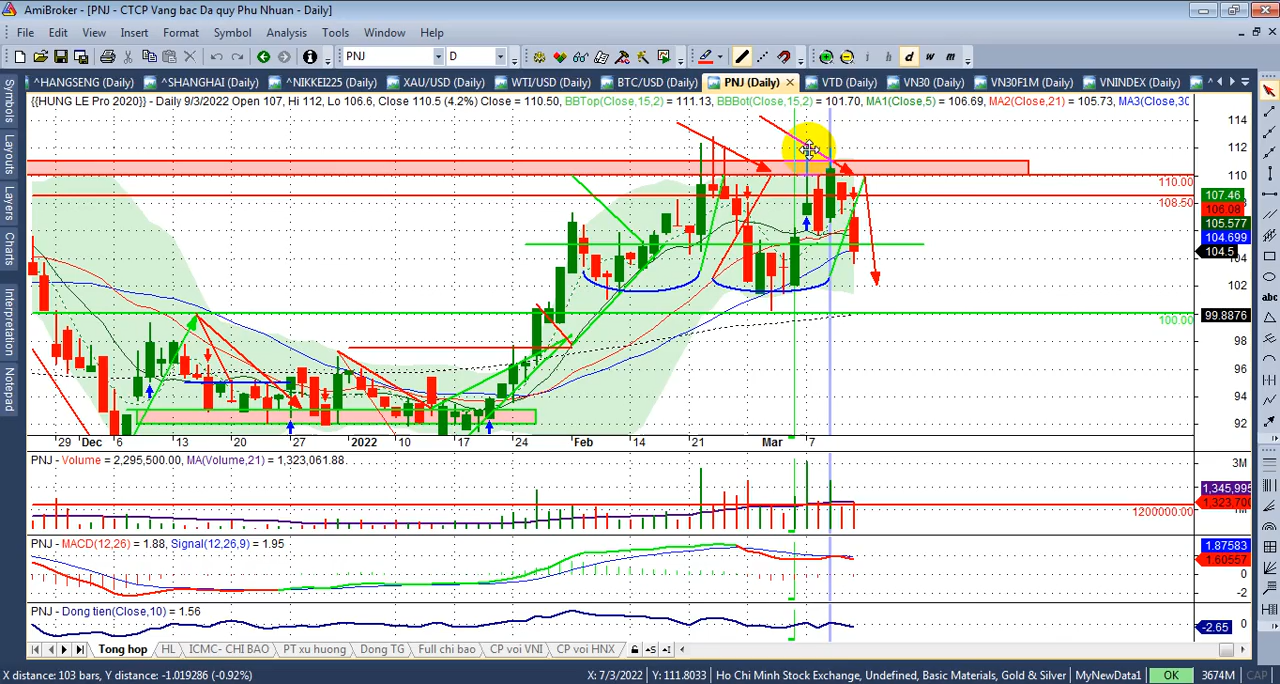 AmiBroker - [PNJ - CTCP Vang bac Da quy Phu Nhuan - Daily]
File Edit View Insert Format Symbol Analysis Tools Window Help
PNJ D d w m
^HANGSENG (Daily) ^SHANGHAI (Daily) ^NIKKEI225 (Daily) XAU/USD (Daily) WTI/USD (Daily) BTC/USD (Daily) PNJ (Daily) VTD (Daily) VN30 (Daily) VN30F1M (Daily) VNINDEX (Daily)
{{HUNG LE Pro 2020}} - Daily 9/3/2022 Open 107, Hi 112, Lo 106.6, Close 110.5 (4.2%) Close = 110.50, BBTop(Close,15,2) = 111.13, BBBot(Close,15,2) = 101.70, MA1(Close,5) = 106.69, MA2(Close,21) = 105.73, MA3(Close,30
Symbols
Layouts
Layers
Charts
Interpretation
Notepad
114
112
110
110.00
107.46
108.50
106.08
105.577
104.699
104
104.5
102
100.00
99.8876
98
96
94
92
29 Dec 6 13 20 27 2022 10 17 24 Feb 14 21 Mar 7
PNJ - Volume = 2,295,500.00, MA(Volume,21) = 1,323,061.88
3M
1,345,995
1,323,700
1200000.00
PNJ - MACD(12,26) = 1.88, Signal(12,26,9) = 1.95
1.87583
1.60557
0
-2
PNJ - Dong tien(Close,10) = 1.56
0
-2.65
Tong hop HL ICMC- CHI BAO PT xu huong Dong TG Full chi bao CP voi VNI CP voi HNX
X distance: 103 bars, Y distance: -1.019286 (-0.92%) X: 7/3/2022 Y: 111.8033 Ho Chi Minh Stock Exchange, Undefined, Basic Materials, Gold & Silver MyNewData1 OK 3674M CAP